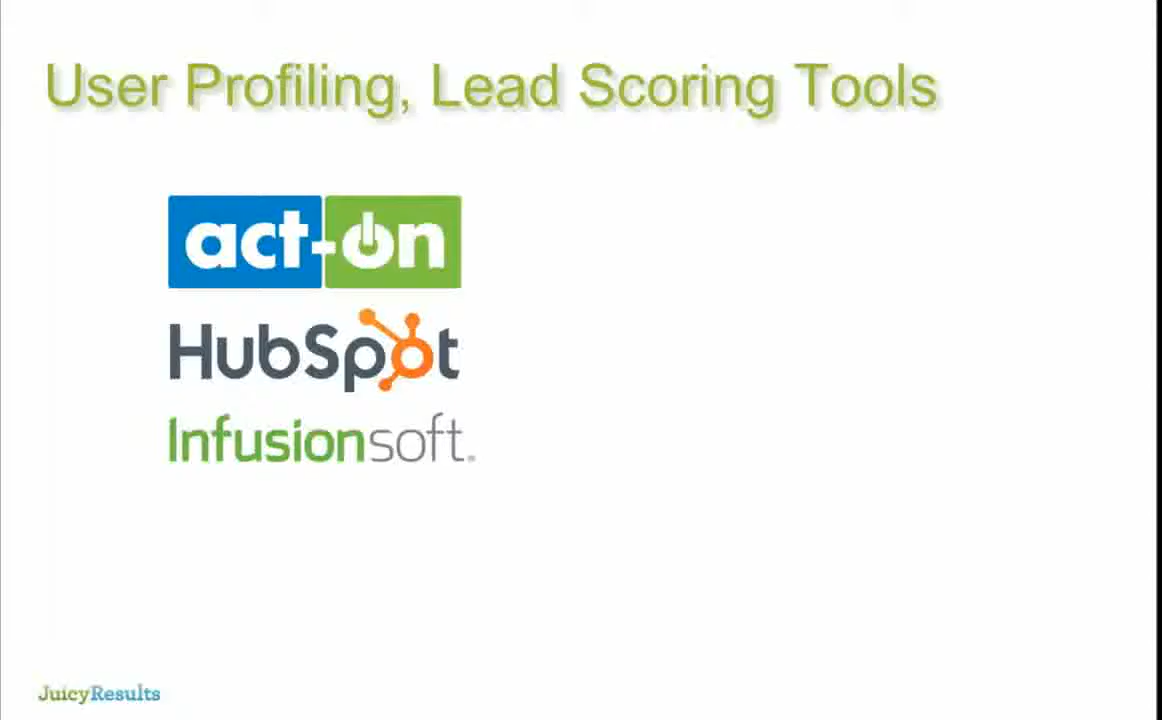 User Profiling, Lead Scoring Tools
act-on
HubSpot
Infusionsoft.
JuicyResults